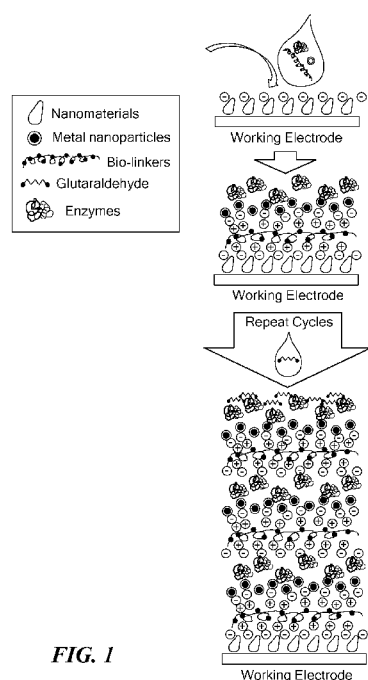 Nanomaterials
Metal nanoparticles
Bio-linkers
Glutaraldehyde
Enzymes
Working Electrode
Working Electrode
Repeat Cycles
Working Electrode
FIG. 1